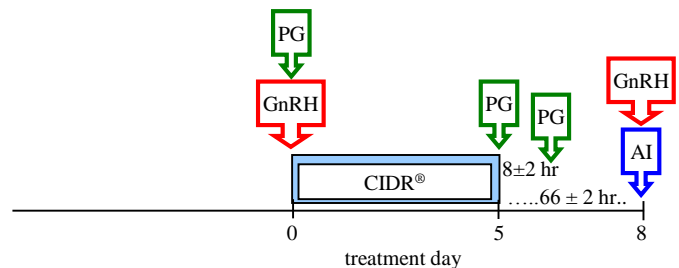 PG
GnRH
GnRH
PG
PG
AI
8±2 hr
CIDR®
…..66 ± 2 hr..
0
5
8
treatment day